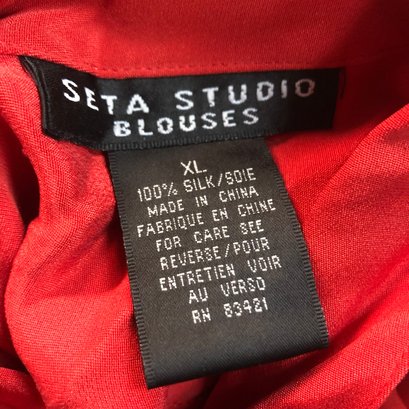 SETA STUDIO
BLOUSES
XL
100% SILK/SOIE
MADE IN CHINA
FABRIQUE EN CHINE
FOR CARE SEE
REVERSE/POUR
ENTRETIEN VOIR
AU VERSO
RN 83421